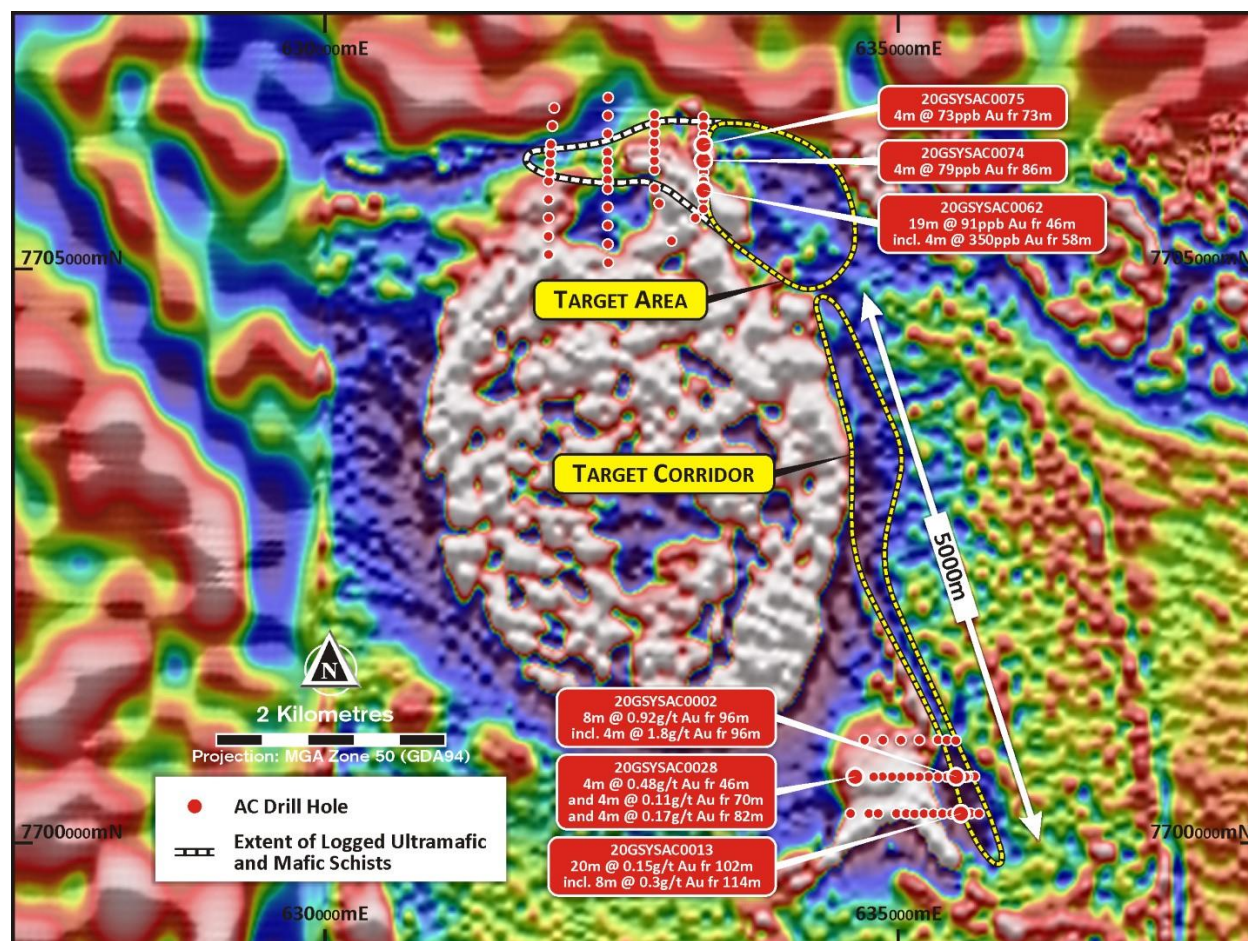 630000mE
635000mE
20GSYSAC0075
4m @ 73ppb Au fr 73m
20GSYSAC0074
4m @ 79ppb Au fr 86m
20GSYSAC0062
19m @ 91ppb Au fr 46m
incl. 4m @ 350ppb Au fr 58m
7705000mN
7705000mN
TARGET AREA
TARGET CORRIDOR
5000m
N
2 Kilometres
Projection: MGA Zone 50 (GDA94)
20GSYSAC0002
8m @ 0.92g/t Au fr 96m
incl. 4m @ 1.8g/t Au fr 96m
20GSYSAC0028
4m @ 0.48g/t Au fr 46m
and 4m @ 0.11g/t Au fr 70m
and 4m @ 0.17g/t Au fr 82m
20GSYSAC0013
20m @ 0.15g/t Au fr 102m
incl. 8m @ 0.3g/t Au fr 114m
AC Drill Hole
Extent of Logged Ultramafic
and Mafic Schists
7700000mN
7700000mN
630000mE
635000mE